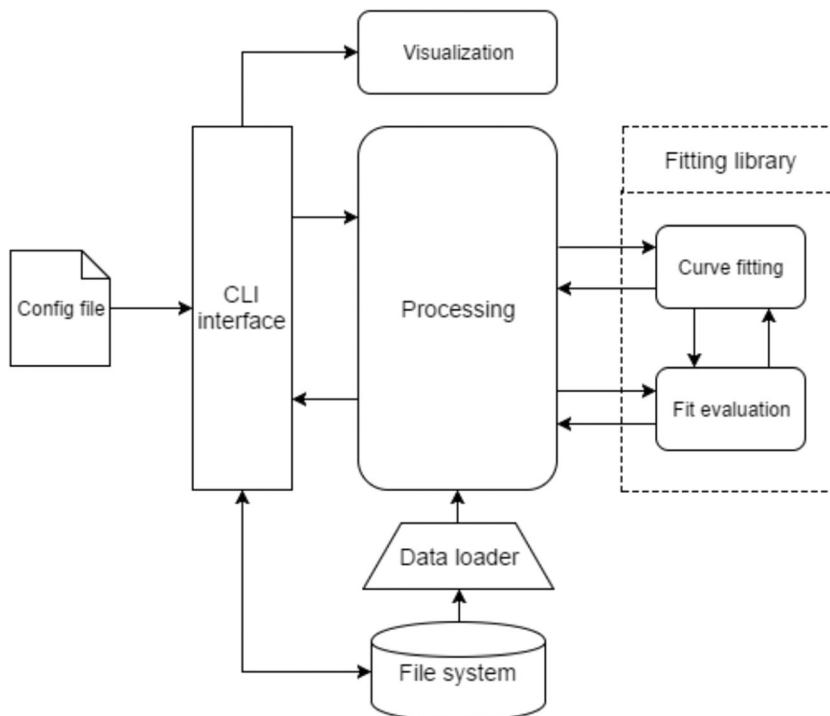 Visualization
Fitting library
Curve fitting
Config file
CLI
interface
Processing
Fit evaluation
Data loader
File system